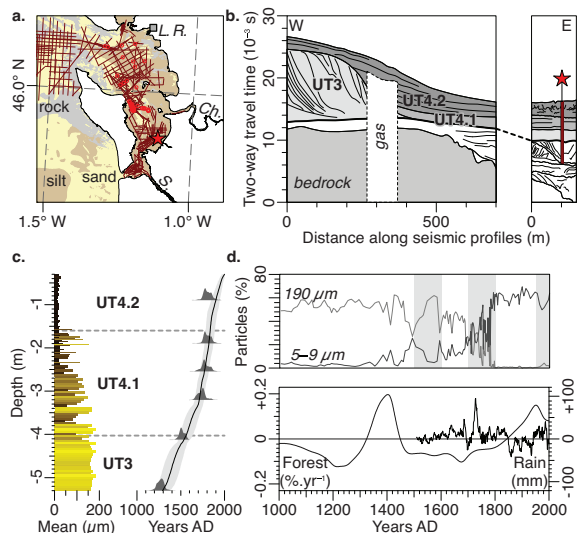 a.
L. R.
46.0° N
rock
Ch.
sand
silt
S.
1.5° W
1.0° W
b.
W
E
Two-way travel time (10⁻³ s)
30
20
10
0
UT3
UT4.2
UT4.1
gas
bedrock
0
200
400
600
0
100
Distance along seismic profiles (m)
c.
Depth (m)
-1
-2
-3
-4
-5
UT4.2
UT4.1
UT3
0
200
1000
2000
Mean (µm)
Years AD
d.
Particles (%)
80
40
0
190 µm
5–9 µm
+0.2
0
-0.2
+100
0
-100
Forest
(%.yr⁻¹)
Rain
(mm)
1000
1200
1400
1600
1800
2000
Years AD